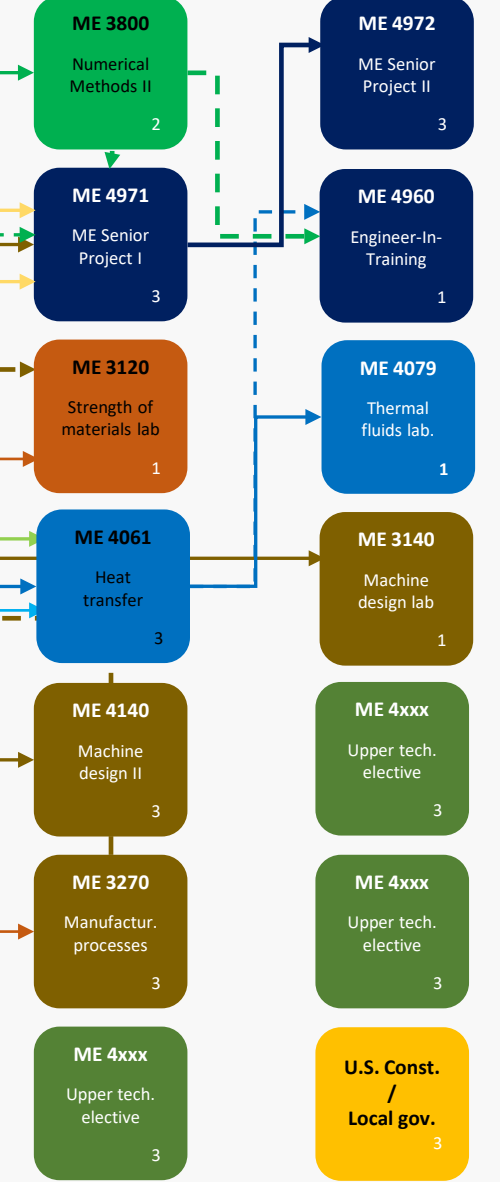 ME 3800
Numerical
Methods II
2
ME 4971
ME Senior
Project I
3
ME 3120
Strength of
materials lab
1
ME 4061
Heat
transfer
3
ME 4140
Machine
design II
3
ME 3270
Manufactur.
processes
3
ME 4xxx
Upper tech.
elective
3
ME 4972
ME Senior
Project II
3
ME 4960
Engineer-In-
Training
1
ME 4079
Thermal
fluids lab.
1
ME 3140
Machine
design lab
1
ME 4xxx
Upper tech.
elective
3
ME 4xxx
Upper tech.
elective
3
U.S. Const.
/
Local gov.
3